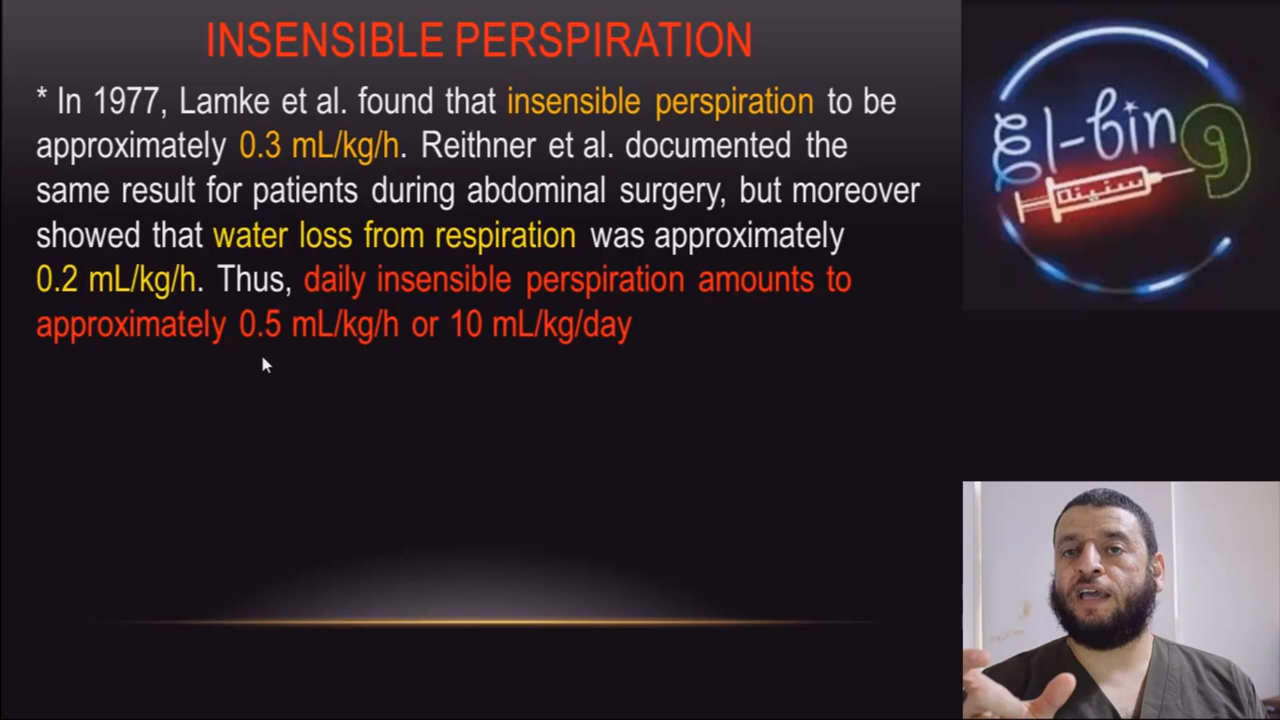 INSENSIBLE PERSPIRATION
* In 1977, Lamke et al. found that insensible perspiration to be
approximately 0.3 mL/kg/h. Reithner et al. documented the
same result for patients during abdominal surgery, but moreover
showed that water loss from respiration was approximately
0.2 mL/kg/h. Thus, daily insensible perspiration amounts to
approximately 0.5 mL/kg/h or 10 mL/kg/day
El-bing
ستينية